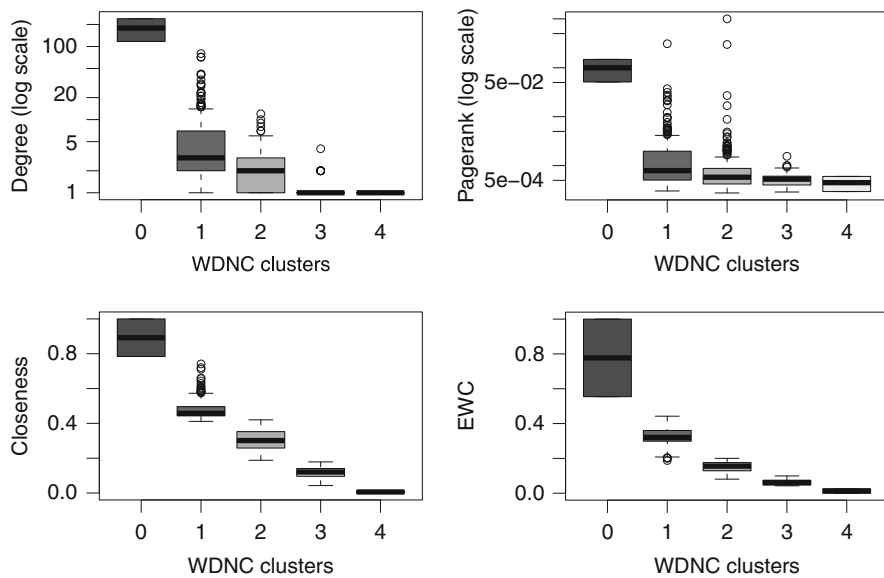 Degree (log scale)
100
20
5
1
0 1 2 3 4
WDNC clusters
Pagerank (log scale)
5e−02
5e−04
0 1 2 3 4
WDNC clusters
Closeness
0.8
0.4
0.0
0 1 2 3 4
WDNC clusters
EWC
0.8
0.4
0.0
0 1 2 3 4
WDNC clusters